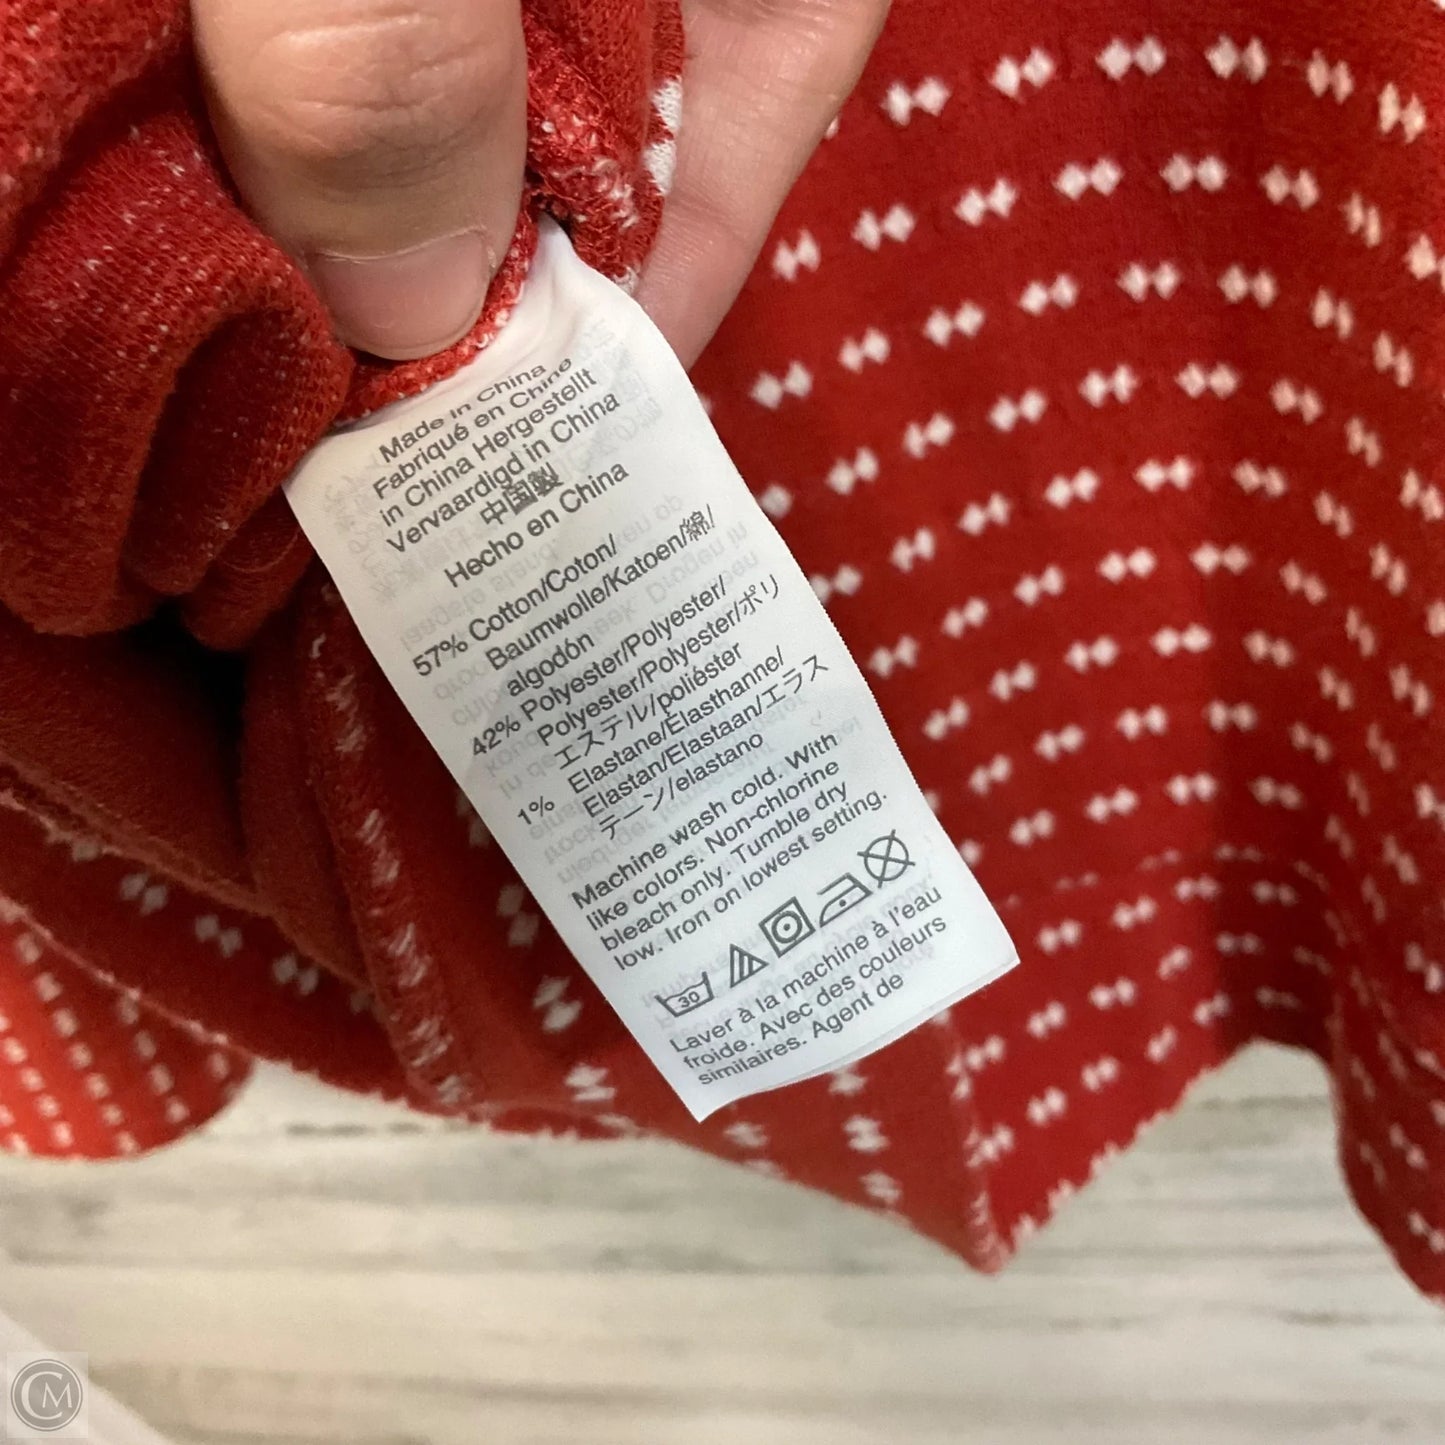 Made in China
Fabriqué en Chine
in China Hergestellt
Vervaardigd in China
中国製
Hecho en China
57% Cotton/Coton/
Baumwolle/Katoen/綿/
algodón
42% Polyester/Polyester/
Polyester/Polyester/ポリ
エステル/poliéster
1% Elastane/Elasthanne/
Elastan/Elastaan/エラス
テーン/elastano
Machine wash cold. With
like colors. Non-chlorine
bleach only. Tumble dry
low. Iron on lowest setting.
30
Laver à la machine à l'eau
froide. Avec des couleurs
similaires. Agent de
CM